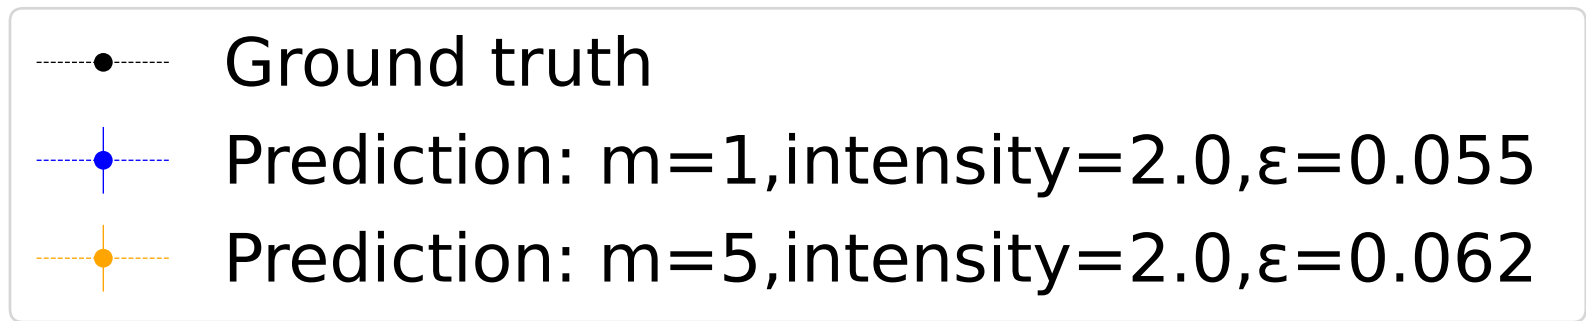 Ground truth
Prediction: m=1,intensity=2.0,ε=0.055
Prediction: m=5,intensity=2.0,ε=0.062